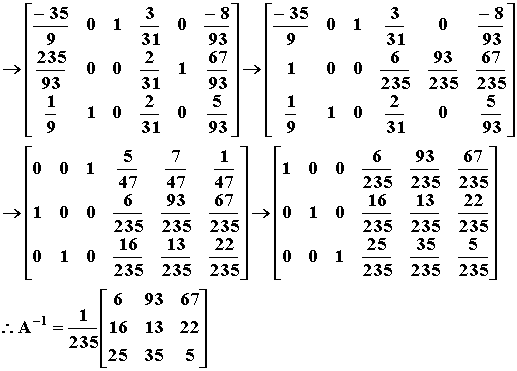 → [ -35/9 0 1 3/31 0 -8/93 ] → [ -35/9 0 1 3/31 0 -8/93 ]
[ 235/93 0 0 2/31 1 67/93 ] [ 1 0 0 6/235 93/235 67/235 ]
[ 1/9 1 0 2/31 0 5/93 ] [ 1/9 1 0 2/31 0 5/93 ]
→ [ 0 0 1 5/47 7/47 1/47 ] → [ 1 0 0 6/235 93/235 67/235 ]
[ 1 0 0 6/235 93/235 67/235 ] [ 0 1 0 16/235 13/235 22/235 ]
[ 0 1 0 16/235 13/235 22/235 ] [ 0 0 1 25/235 35/235 5/235 ]
∴ A⁻¹ = 1/235 [ 6 93 67 ]
[ 16 13 22 ]
[ 25 35 5 ]